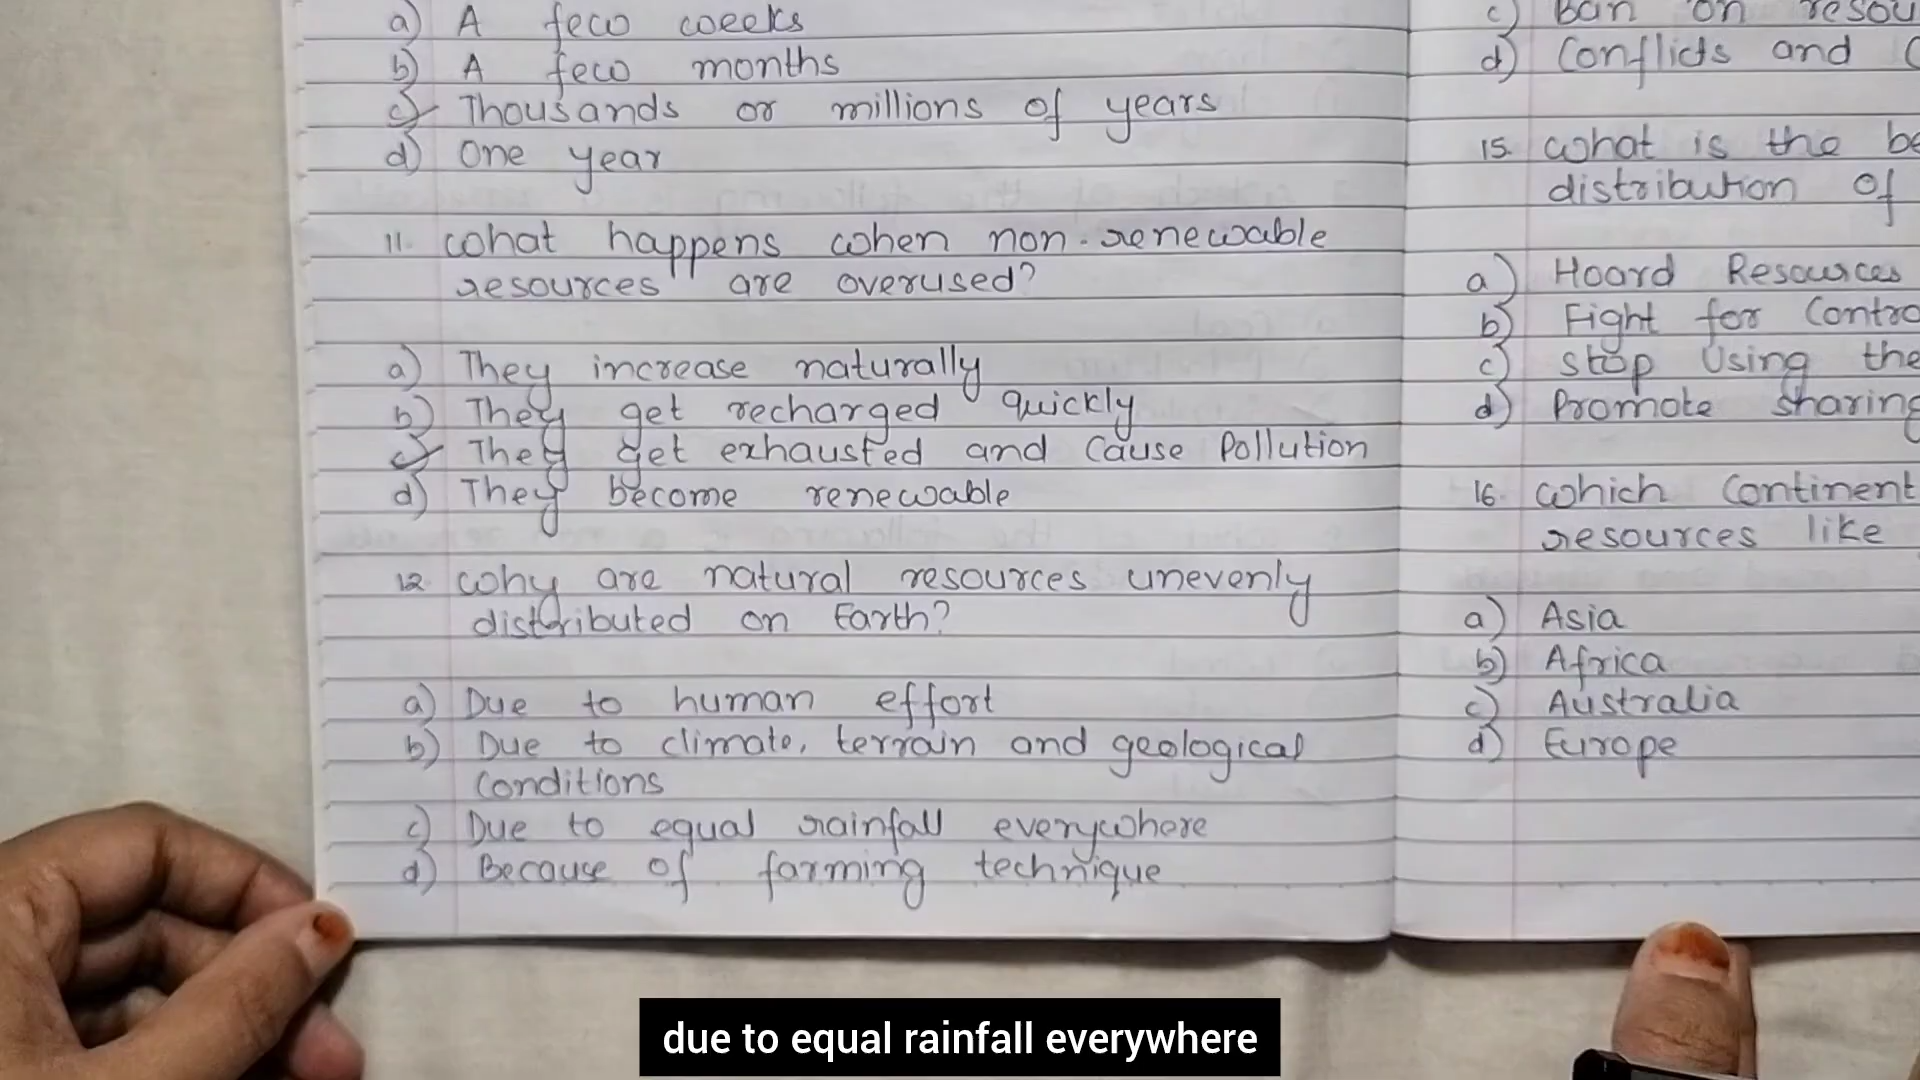 a) A few weeks
b) A few months
c) Thousands or millions of years
d) One year
11. What happens when non-renewable
resources are overused?
a) They increase naturally
b) They get recharged quickly
c) They get exhausted and Cause Pollution
d) They become renewable
12. Why are natural resources unevenly
distributed on Earth?
a) Due to human effort
b) Due to climate, terrain and geological
Conditions
c) Due to equal rainfall everywhere
d) Because of farming technique
c) Ban on
d) Conflicts and
15. What is the
distribution of
a) Hoard Resources
b) Fight for
c) Stop Using
d) Promote
16. Which Continent
resources like
a) Asia
b) Africa
c) Australia
d) Europe
due to equal rainfall everywhere